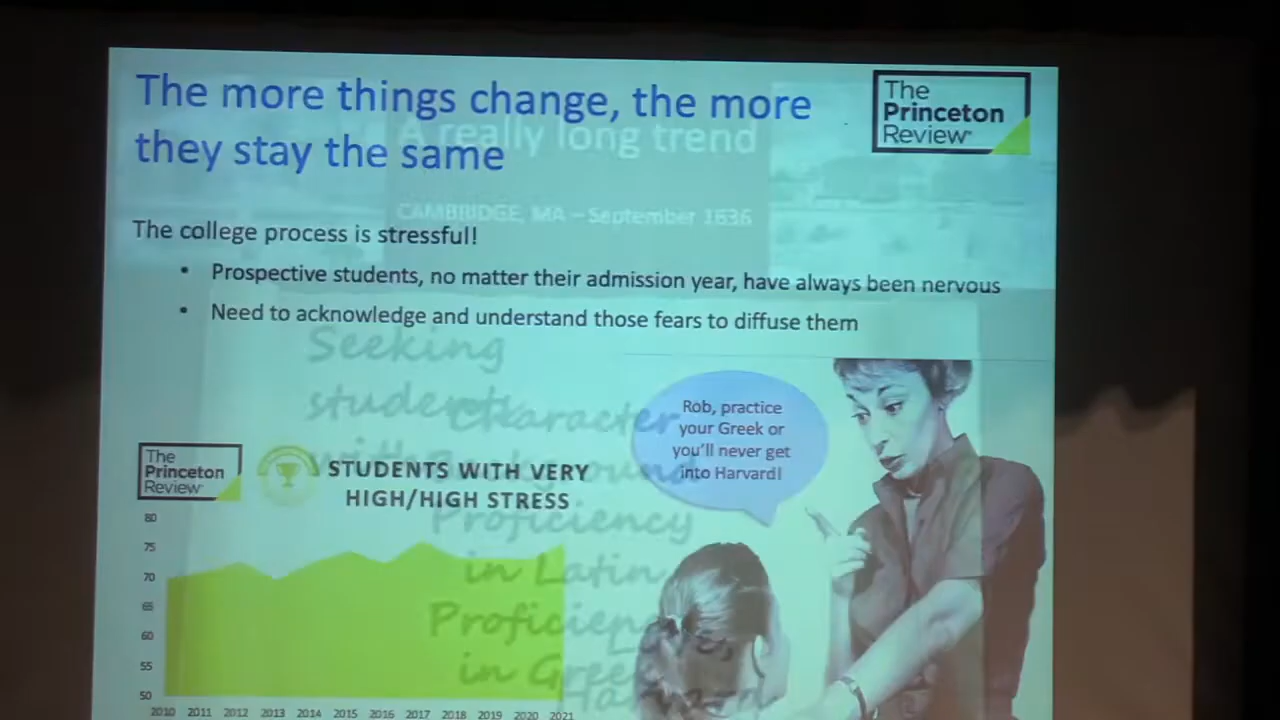 The more things change, the more
they stay the same
The
Princeton
Review
A really long trend
CAMBRIDGE, MA – September 1636
The college process is stressful!
• Prospective students, no matter their admission year, have always been nervous
• Need to acknowledge and understand those fears to diffuse them
Seeking
students
with
Character
Background
Proficiency
in Latin
Proficiency
in Greek
Harvard
Rob, practice
your Greek or
you'll never get
into Harvard!
The
Princeton
Review
STUDENTS WITH VERY
HIGH/HIGH STRESS
80
75
70
65
60
55
50
2010 2011 2012 2013 2014 2015 2016 2017 2018 2019 2020 2021